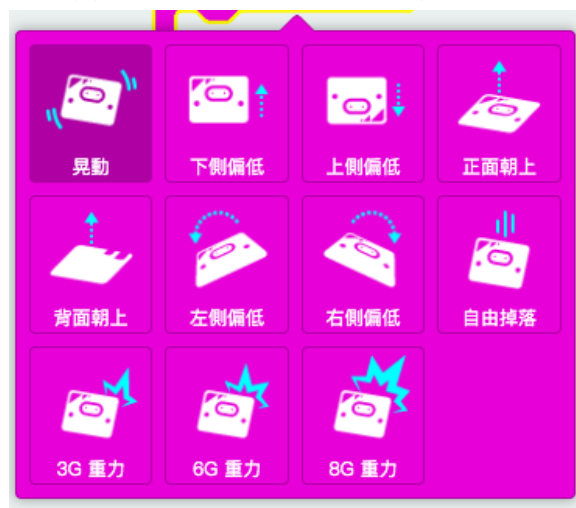 晃動
下側偏低
上側偏低
正面朝上
背面朝上
左側偏低
右側偏低
自由掉落
3G 重力
6G 重力
8G 重力